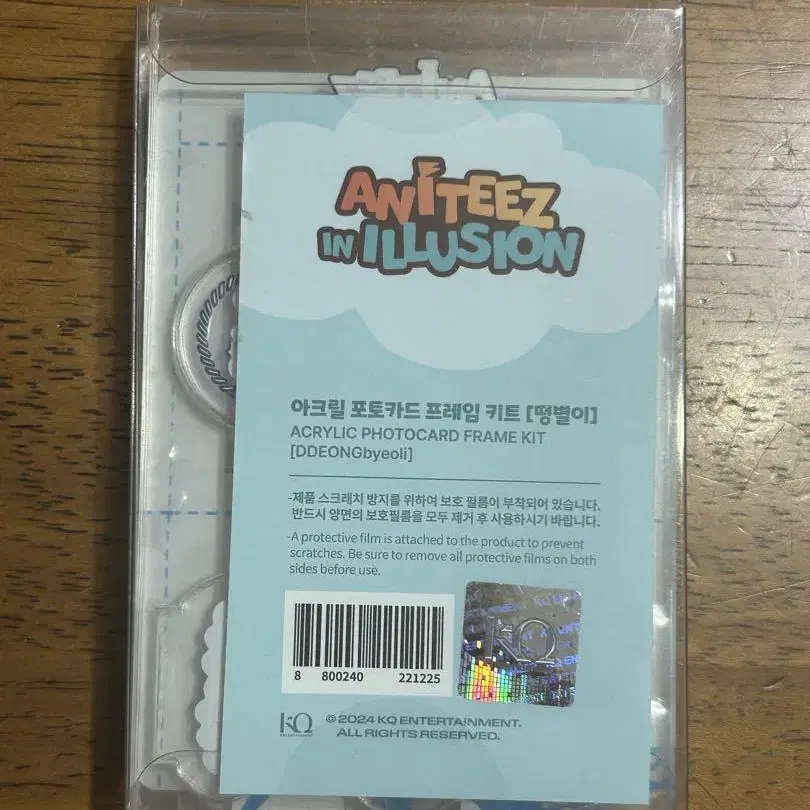 ANITEEZ
IN ILLUSION
아크릴 포토카드 프레임 키트 [떵별이]
ACRYLIC PHOTOCARD FRAME KIT
[DDEONGbyeoli]
-제품 스크래치 방지를 위하여 보호 필름이 부착되어 있습니다.
반드시 양면의 보호필름을 모두 제거 후 사용하시기 바랍니다.
-A protective film is attached to the product to prevent
scratches. Be sure to remove all protective films on both
sides before use.
8 800240 221225
KQ
KQ
ENTERTAINMENT
© 2024 KQ ENTERTAINMENT.
ALL RIGHTS RESERVED.